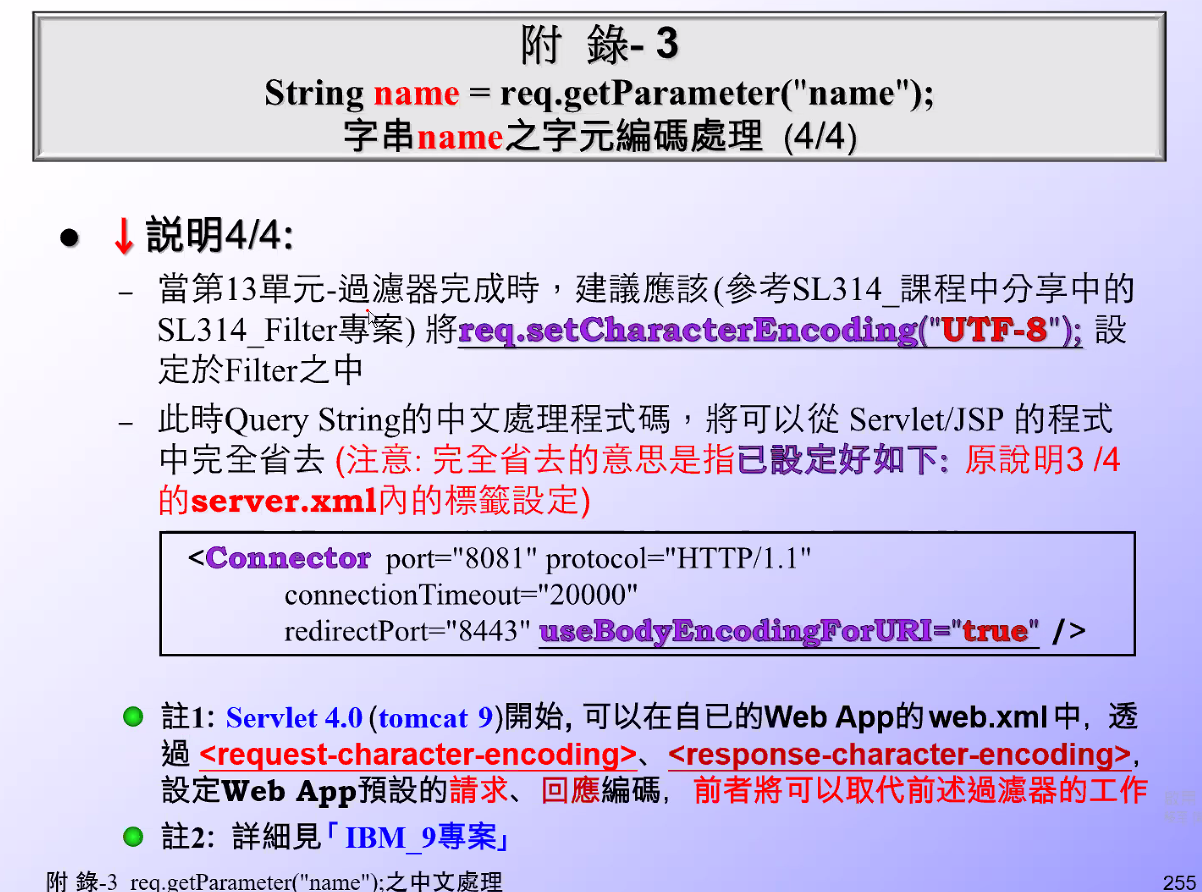 附 錄- 3
String name = req.getParameter("name");
字串name之字元編碼處理 (4/4)
● ↓說明4/4:
– 當第13單元-過濾器完成時，建議應該(參考SL314_課程中分享中的
SL314_Filter專案) 將req.setCharacterEncoding("UTF-8"); 設
定於Filter之中
– 此時Query String的中文處理程式碼，將可以從 Servlet/JSP 的程式
中完全省去 (注意: 完全省去的意思是指已設定好如下: 原說明3 /4
的server.xml內的標籤設定)
<Connector port="8081" protocol="HTTP/1.1"
connectionTimeout="20000"
redirectPort="8443" useBodyEncodingForURI="true" />
註1: Servlet 4.0 (tomcat 9)開始, 可以在自已的Web App的web.xml中, 透
過 <request-character-encoding>、<response-character-encoding>,
設定Web App預設的請求、回應編碼, 前者將可以取代前述過濾器的工作
註2: 詳細見「IBM_9專案」
附 錄-3 req.getParameter("name");之中文處理
255